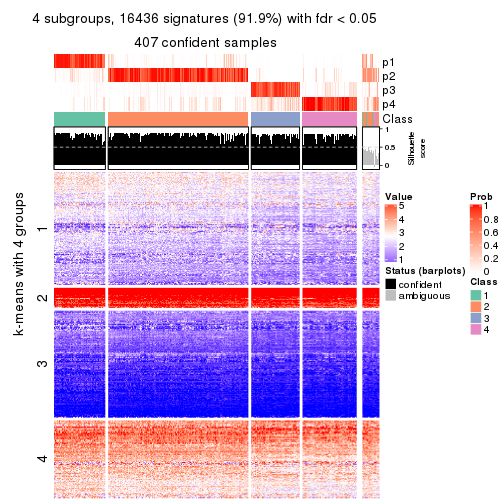 4 subgroups, 16436 signatures (91.9%) with fdr < 0.05
407 confident samples
p1
p2
p3
p4
Class
1
0.5
0
Silhouette
score
k-means with 4 groups
1
2
3
4
Value
5
4
3
2
1
Status (barplots)
confident
ambiguous
Prob
1
0.8
0.6
0.4
0.2
0
Class
1
2
3
4